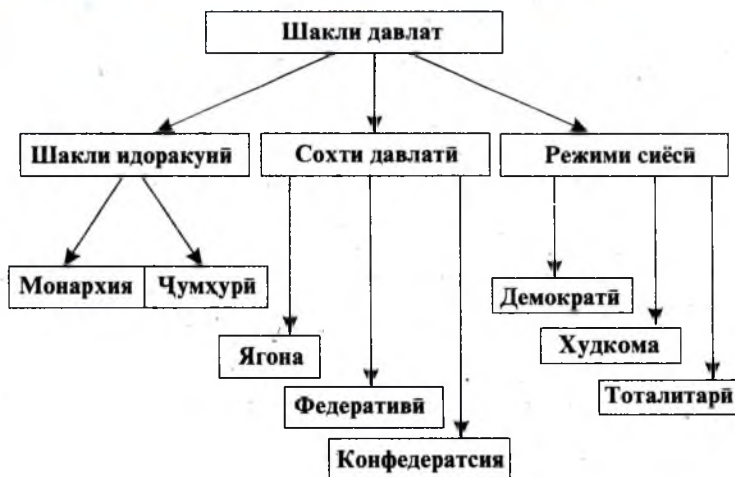 Шакли давлат
Шакли идоракунӣ
Сохти давлатӣ
Режими сиёсӣ
Монархия
Ҷумҳурӣ
Ягона
Федеративӣ
Конфедератсия
Демократӣ
Худкома
Тоталитарӣ